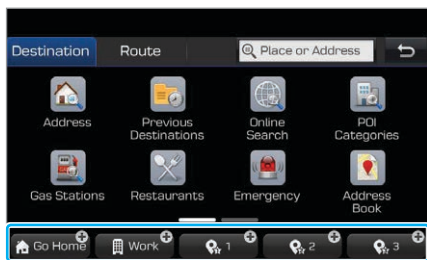 Destination Route Place or Address
Address Previous Destinations Online Search POI Categories
Gas Stations Restaurants Emergency Address Book
Go Home Work 1 2 3